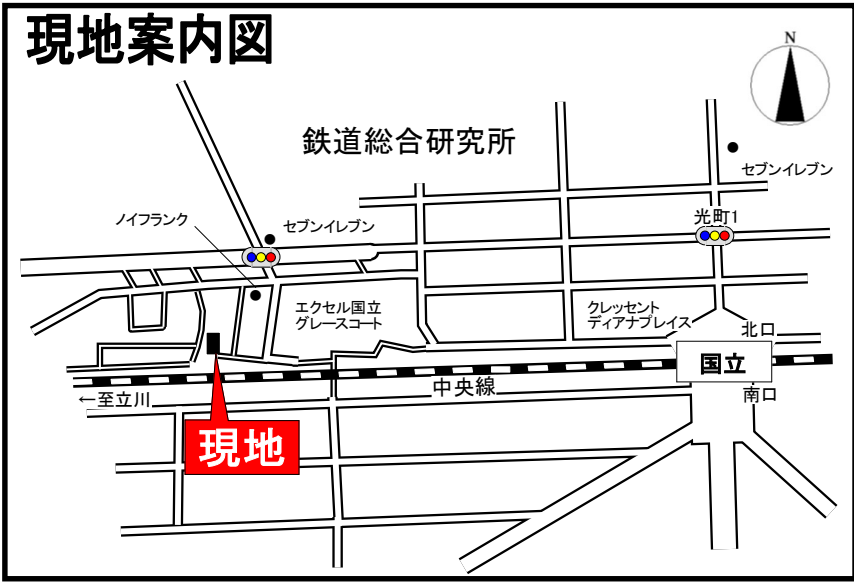 現地案内図
N
鉄道総合研究所
セブンイレブン
ノイフランク
セブンイレブン
光町1
エクセル国立
グレースコート
クレッセント
ディアナプレイス
北口
国立
中央線
南口
←至立川
現地